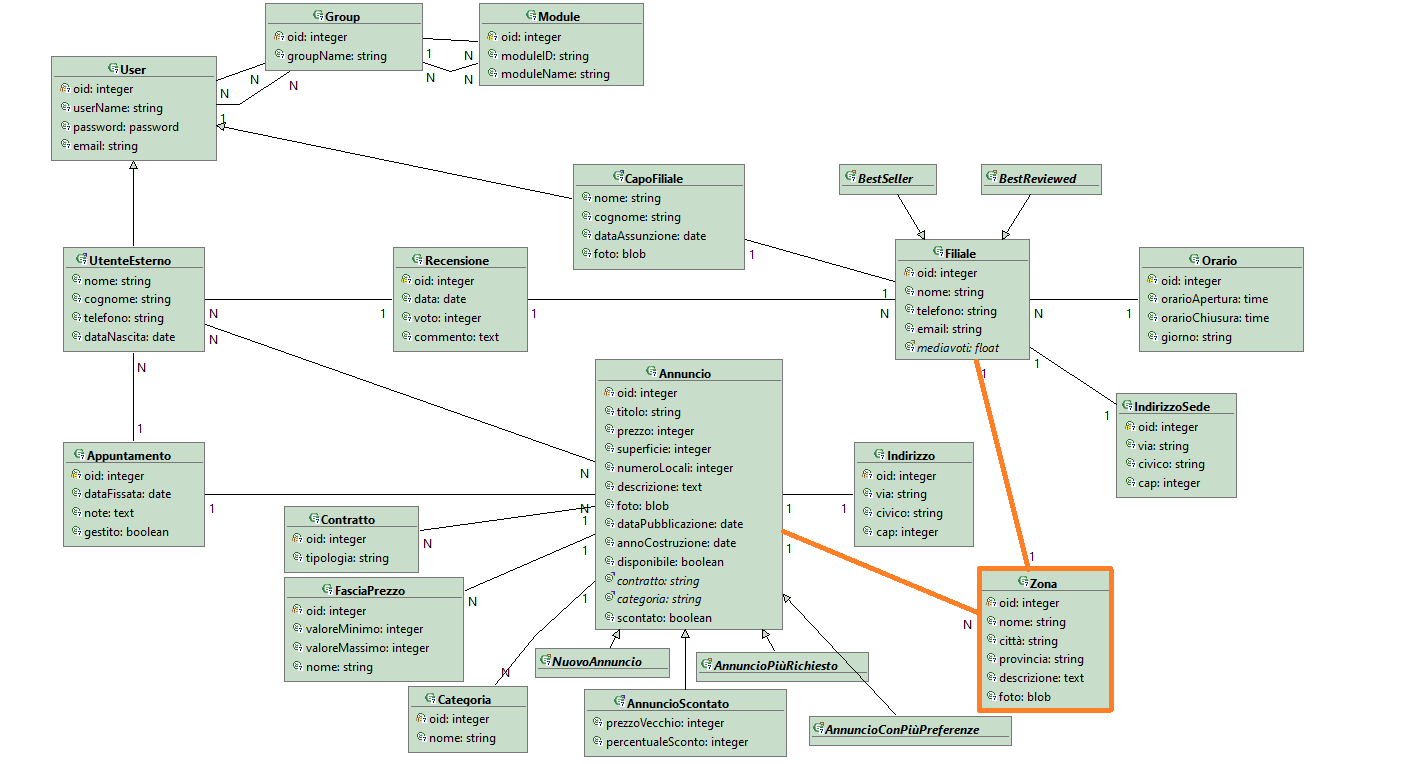 Group
oid: integer
groupName: string
Module
oid: integer
moduleID: string
moduleName: string
1
N
N
N
User
oid: integer
userName: string
password: password
email: string
N
N
N
1
CapoFiliale
nome: string
cognome: string
dataAssunzione: date
foto: blob
1
1
BestSeller
BestReviewed
UtenteEsterno
nome: string
cognome: string
telefono: string
dataNascita: date
N
1
N
N
Recensione
oid: integer
data: date
voto: integer
commento: text
1
N
Filiale
oid: integer
nome: string
telefono: string
email: string
mediavoti: float
N
1
1
1
1
Orario
oid: integer
orarioApertura: time
orarioChiusura: time
giorno: string
IndirizzoSede
oid: integer
via: string
civico: string
cap: integer
Annuncio
oid: integer
titolo: string
prezzo: integer
superficie: integer
numeroLocali: integer
descrizione: text
foto: blob
dataPubblicazione: date
annoCostruzione: date
disponibile: boolean
contratto: string
categoria: string
scontato: boolean
N
N
1
1
1
1
1
Appuntamento
oid: integer
dataFissata: date
note: text
gestito: boolean
1
1
Contratto
oid: integer
tipologia: string
N
FasciaPrezzo
oid: integer
valoreMinimo: integer
valoreMassimo: integer
nome: string
N
Indirizzo
oid: integer
via: string
civico: string
cap: integer
1
N
Zona
oid: integer
nome: string
città: string
provincia: string
descrizione: text
foto: blob
N
Categoria
oid: integer
nome: string
NuovoAnnuncio
AnnuncioPiùRichiesto
AnnuncioScontato
prezzoVecchio: integer
percentualeSconto: integer
AnnuncioConPiùPreferenze